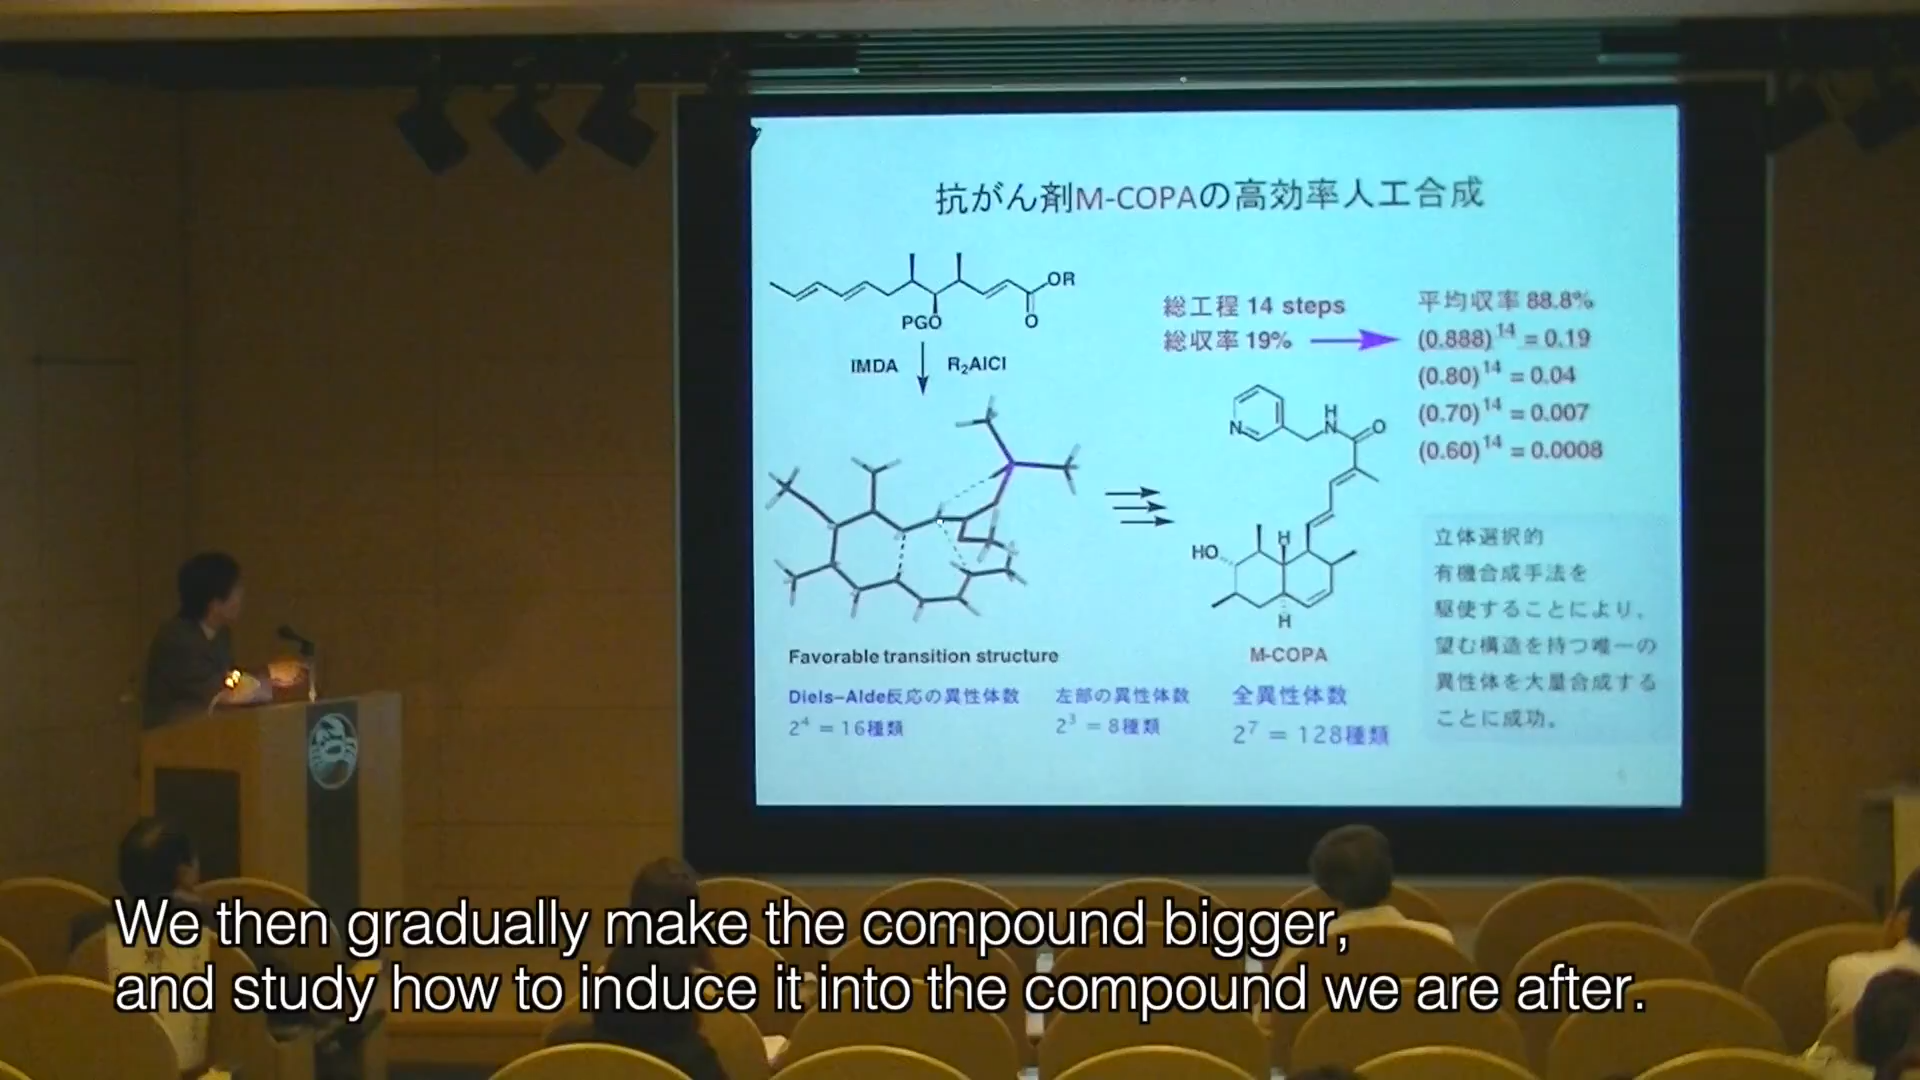 抗がん剤M-COPAの高効率人工合成
OR
PGO
O
IMDA
R₂AlCl
総工程 14 steps
総収率 19%
平均収率 88.8%
(0.888)¹⁴ = 0.19
(0.80)¹⁴ = 0.04
(0.70)¹⁴ = 0.007
(0.60)¹⁴ = 0.0008
N
H
N
O
HO
H
H
Favorable transition structure
M-COPA
Diels–Alde反応の異性体数
2⁴ = 16種類
左部の異性体数
2³ = 8種類
全異性体数
2⁷ = 128種類
立体選択的
有機合成手法を
駆使することにより、
望む構造を持つ唯一の
異性体を大量合成する
ことに成功。
We then gradually make the compound bigger,
and study how to induce it into the compound we are after.